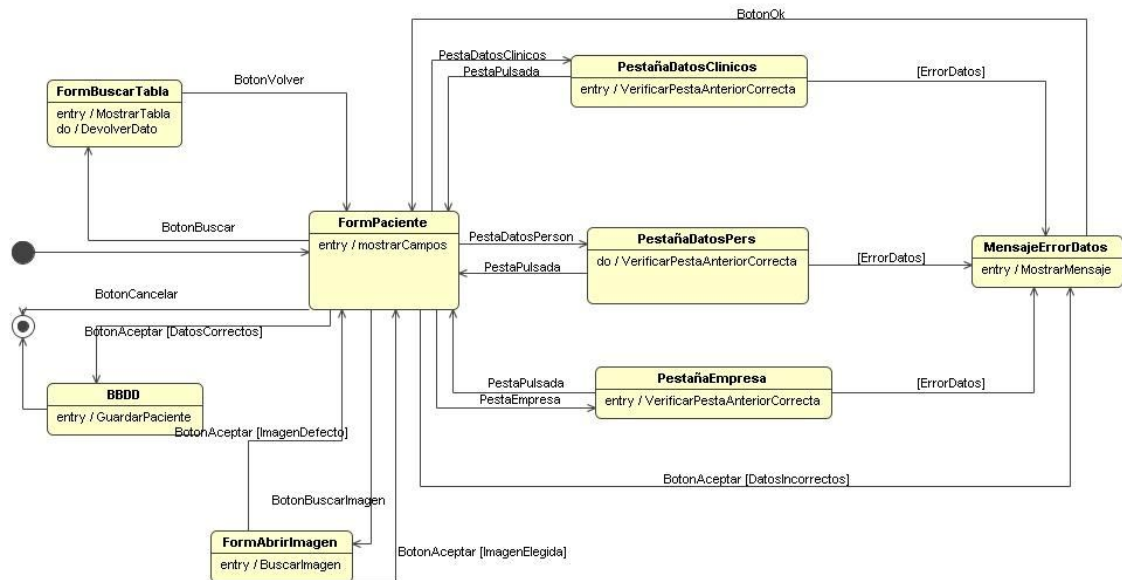 BotonOk
PestaDatosClinicos
PestaPulsada
PestañaDatosClinicos
entry / VerificarPestaAnteriorCorrecta
[ErrorDatos]
BotonVolver
FormBuscarTabla
entry / MostrarTabla
do / DevolverDato
BotonBuscar
FormPaciente
entry / mostrarCampos
PestaDatosPerson
PestaPulsada
PestañaDatosPers
do / VerificarPestaAnteriorCorrecta
[ErrorDatos]
MensajeErrorDatos
entry / MostrarMensaje
BotonCancelar
BotonAceptar [DatosCorrectos]
BBDD
entry / GuardarPaciente
PestaPulsada
PestaEmpresa
PestañaEmpresa
entry / VerificarPestaAnteriorCorrecta
[ErrorDatos]
BotonAceptar [ImagenDefecto]
BotonAceptar [DatosIncorrectos]
BotonBuscarImagen
FormAbrirImagen
entry / BuscarImagen
BotonAceptar [ImagenElegida]